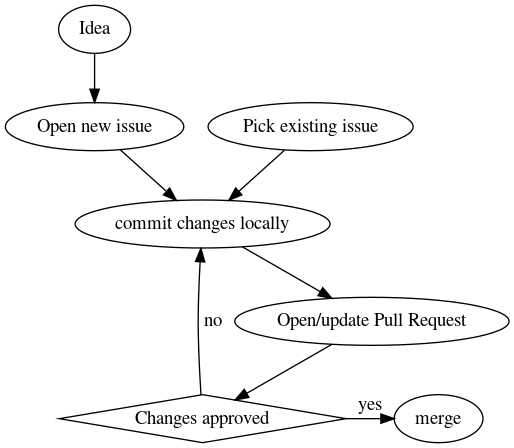 Idea
Open new issue
Pick existing issue
commit changes locally
no
Open/update Pull Request
Changes approved
yes
merge